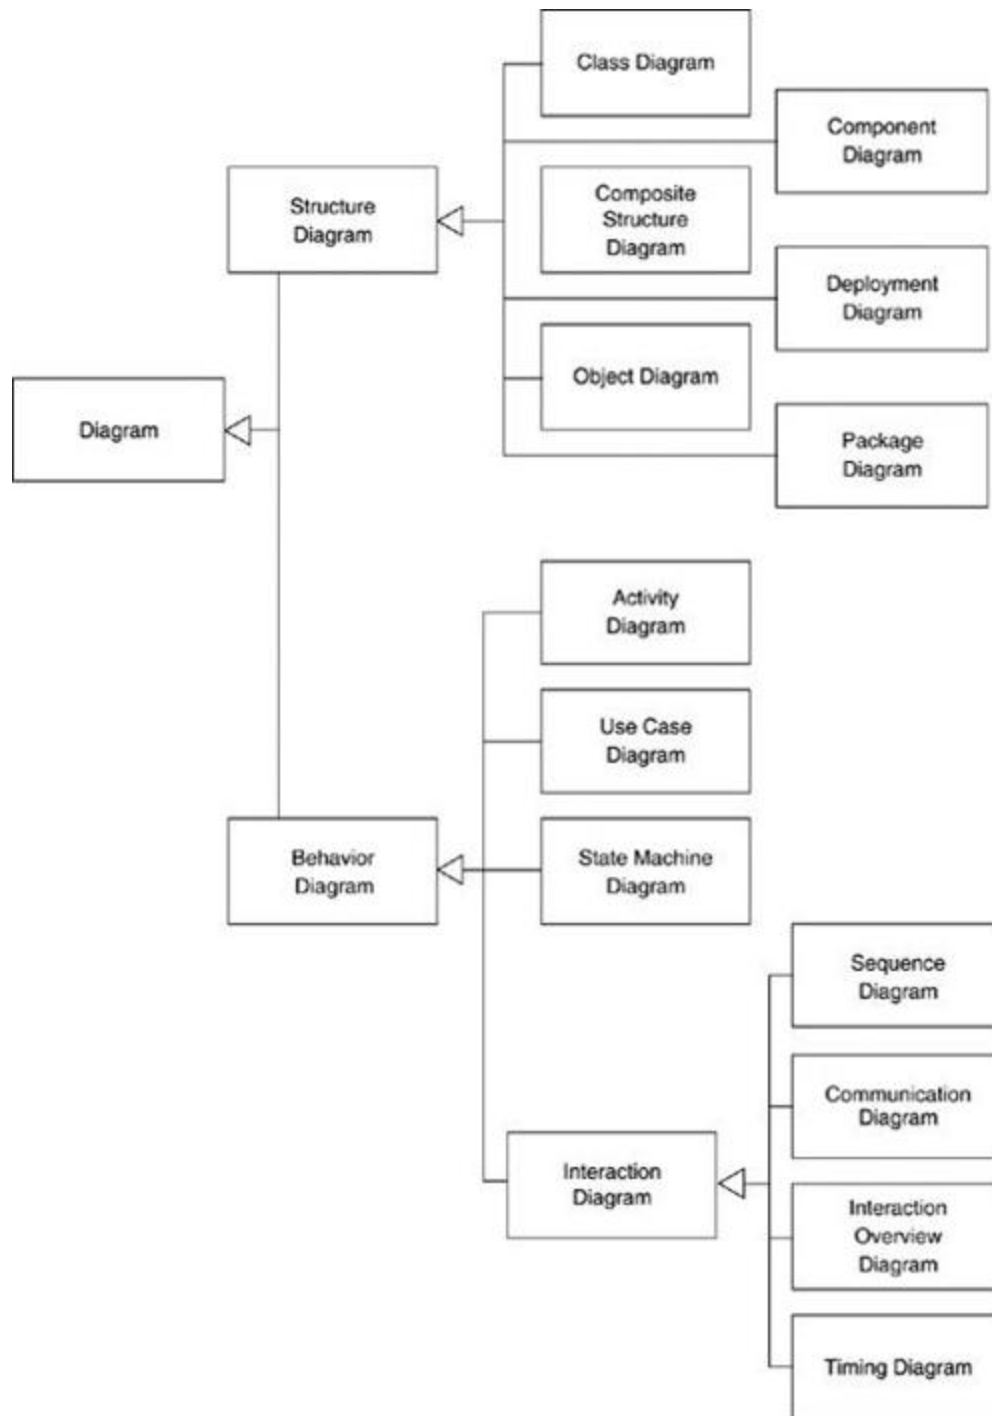 Class Diagram
Component
Diagram
Structure
Diagram
Composite
Structure
Diagram
Deployment
Diagram
Object Diagram
Diagram
Package
Diagram
Activity
Diagram
Use Case
Diagram
Behavior
Diagram
State Machine
Diagram
Sequence
Diagram
Communication
Diagram
Interaction
Diagram
Interaction
Overview
Diagram
Timing Diagram